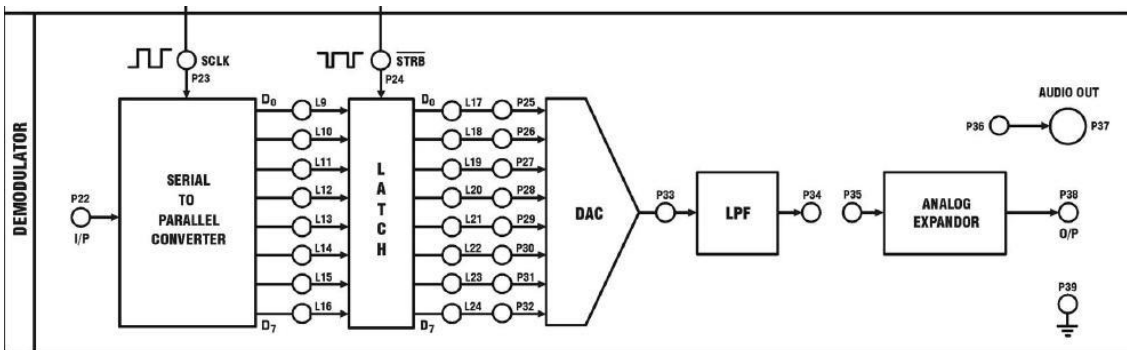 DEMODULATOR
SCLK
P23
STRB
P24
P22
I/P
SERIAL
TO
PARALLEL
CONVERTER
D0
D7
L9
L10
L11
L12
L13
L14
L15
L16
LATCH
D0
D7
L17 P25
L18 P26
L19 P27
L20 P28
L21 P29
L22 P30
L23 P31
L24 P32
DAC
P33
LPF
P34
P35
ANALOG
EXPANDOR
AUDIO OUT
P36 P37
P38
O/P
P39